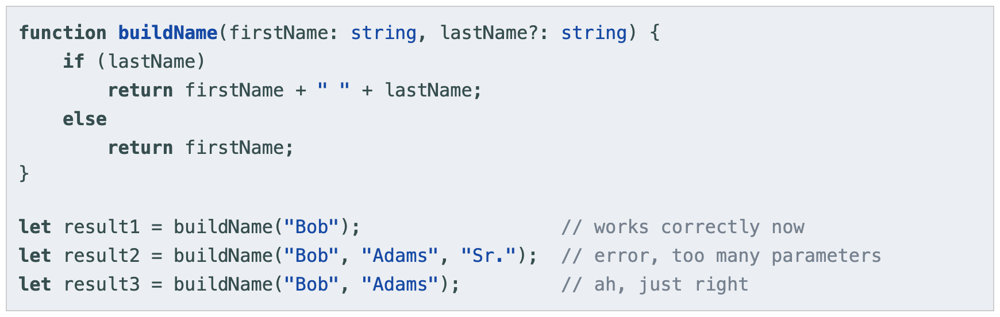 function buildName(firstName: string, lastName?: string) {
    if (lastName)
        return firstName + " " + lastName;
    else
        return firstName;
}

let result1 = buildName("Bob");                  // works correctly now
let result2 = buildName("Bob", "Adams", "Sr.");  // error, too many parameters
let result3 = buildName("Bob", "Adams");         // ah, just right